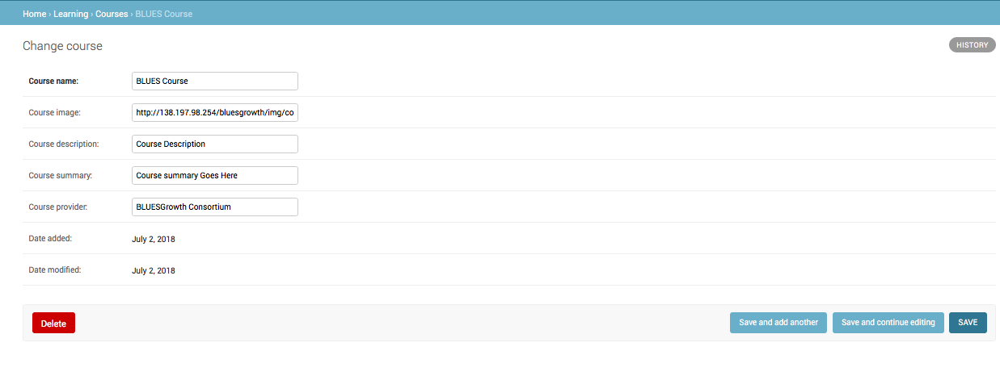 Home › Learning › Courses › BLUES Course
Change course
HISTORY
Course name: BLUES Course
Course image: http://138.197.98.254/bluesgrowth/img/co
Course description: Course Description
Course summary: Course summary Goes Here
Course provider: BLUESGrowth Consortium
Date added: July 2, 2018
Date modified: July 2, 2018
Delete Save and add another Save and continue editing SAVE